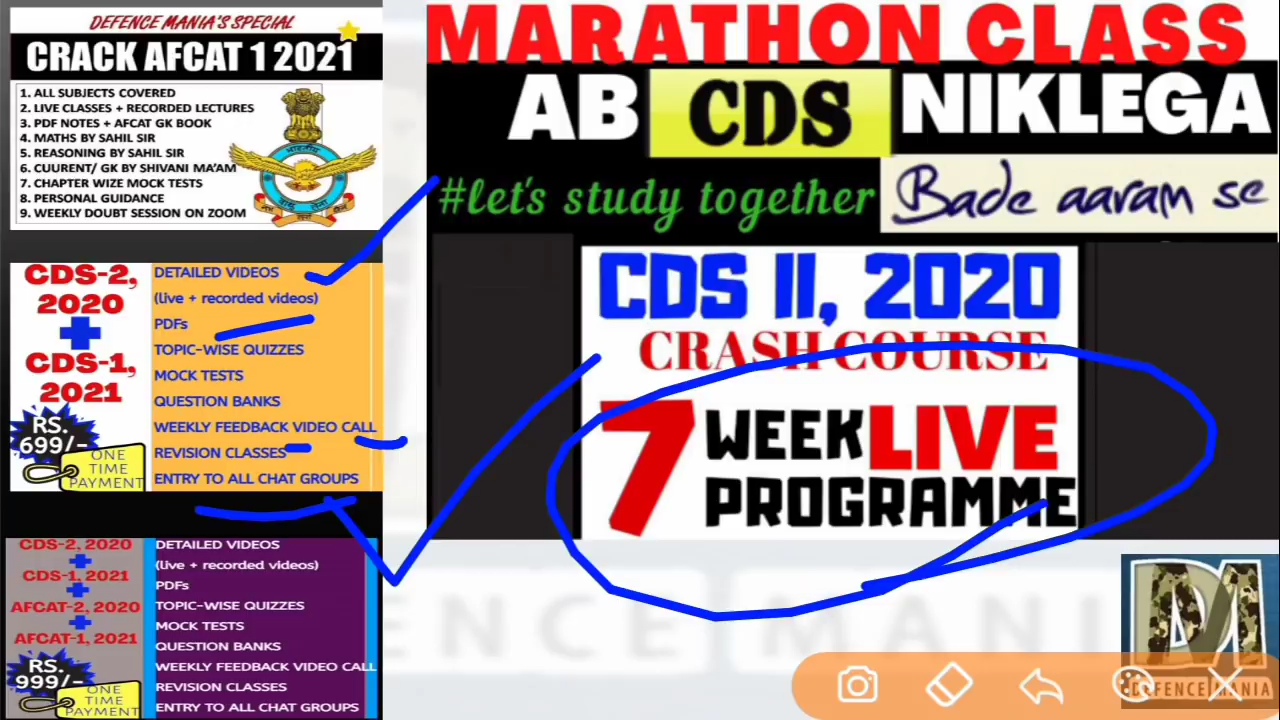 DEFENCE MANIA'S SPECIAL
CRACK AFCAT 1 2021
1. ALL SUBJECTS COVERED
2. LIVE CLASSES + RECORDED LECTURES
3. PDF NOTES + AFCAT GK BOOK
4. MATHS BY SAHIL SIR
5. REASONING BY SAHIL SIR
6. CUURENT/ GK BY SHIVANI MA'AM
7. CHAPTER WIZE MOCK TESTS
8. PERSONAL GUIDANCE
9. WEEKLY DOUBT SESSION ON ZOOM
CDS-2, 2020
+
CDS-1, 2021
RS. 699/-
ONE TIME PAYMENT
DETAILED VIDEOS
(live + recorded videos)
PDFs
TOPIC-WISE QUIZZES
MOCK TESTS
QUESTION BANKS
WEEKLY FEEDBACK VIDEO CALL
REVISION CLASSES
ENTRY TO ALL CHAT GROUPS
CDS-2, 2020
+
CDS-1, 2021
+
AFCAT-2, 2020
+
AFCAT-1, 2021
RS. 999/-
ONE TIME PAYMENT
DETAILED VIDEOS
(live + recorded videos)
PDFs
TOPIC-WISE QUIZZES
MOCK TESTS
QUESTION BANKS
WEEKLY FEEDBACK VIDEO CALL
REVISION CLASSES
ENTRY TO ALL CHAT GROUPS
MARATHON CLASS
AB CDS NIKLEGA
#let's study together Bade aaram se
CDS II, 2020
CRASH COURSE
7 WEEK LIVE
PROGRAMME
ENCE MANI
DM
DEFENCE MANIA